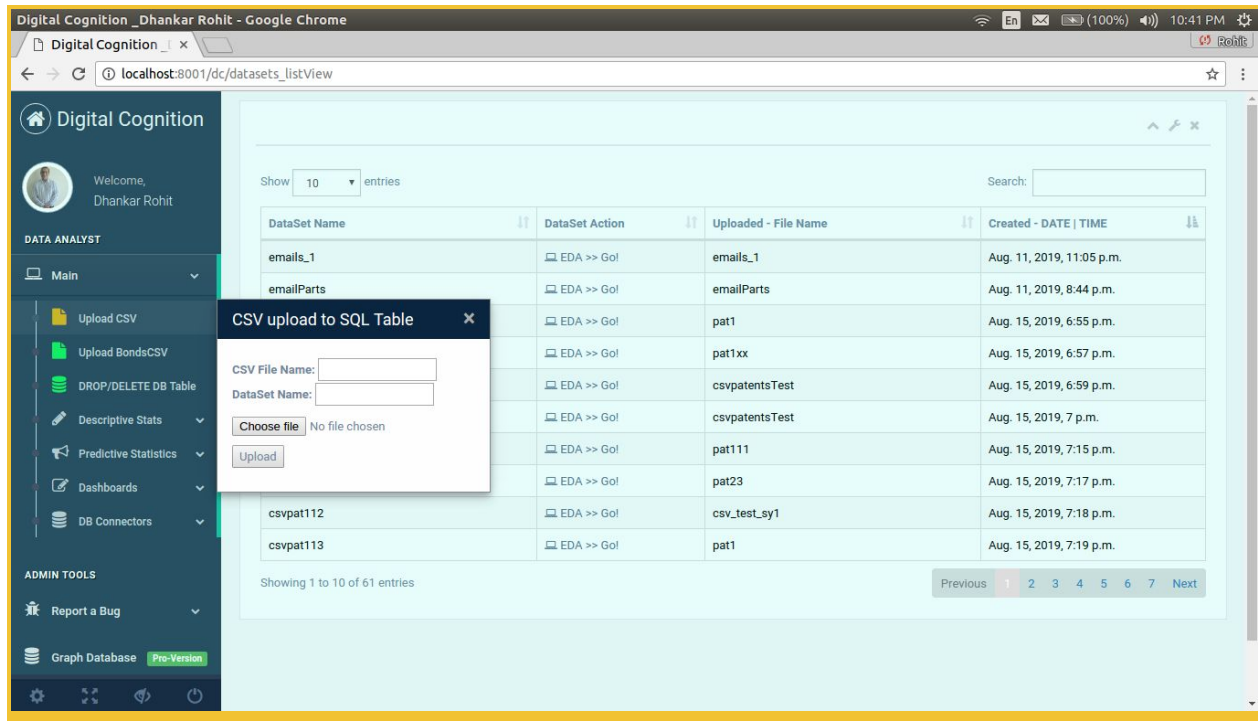 Digital Cognition _Dhankar Rohit - Google Chrome
En (100%) 10:41 PM
Digital Cognition _ ×
Rohit
localhost:8001/dc/datasets_listView
Digital Cognition
Welcome,
Dhankar Rohit
DATA ANALYST
Main
Upload CSV
Upload BondsCSV
DROP/DELETE DB Table
Descriptive Stats
Predictive Statistics
Dashboards
DB Connectors
ADMIN TOOLS
Report a Bug
Graph Database Pro-Version
Show 10 entries
Search:
DataSet Name DataSet Action Uploaded - File Name Created - DATE | TIME
emails_1 EDA >> Go! emails_1 Aug. 11, 2019, 11:05 p.m.
emailParts EDA >> Go! emailParts Aug. 11, 2019, 8:44 p.m.
EDA >> Go! pat1 Aug. 15, 2019, 6:55 p.m.
EDA >> Go! pat1xx Aug. 15, 2019, 6:57 p.m.
EDA >> Go! csvpatentsTest Aug. 15, 2019, 6:59 p.m.
EDA >> Go! csvpatentsTest Aug. 15, 2019, 7 p.m.
EDA >> Go! pat111 Aug. 15, 2019, 7:15 p.m.
EDA >> Go! pat23 Aug. 15, 2019, 7:17 p.m.
csvpat112 EDA >> Go! csv_test_sy1 Aug. 15, 2019, 7:18 p.m.
csvpat113 EDA >> Go! pat1 Aug. 15, 2019, 7:19 p.m.
Showing 1 to 10 of 61 entries
Previous 1 2 3 4 5 6 7 Next
CSV upload to SQL Table ×
CSV File Name:
DataSet Name:
Choose file No file chosen
Upload